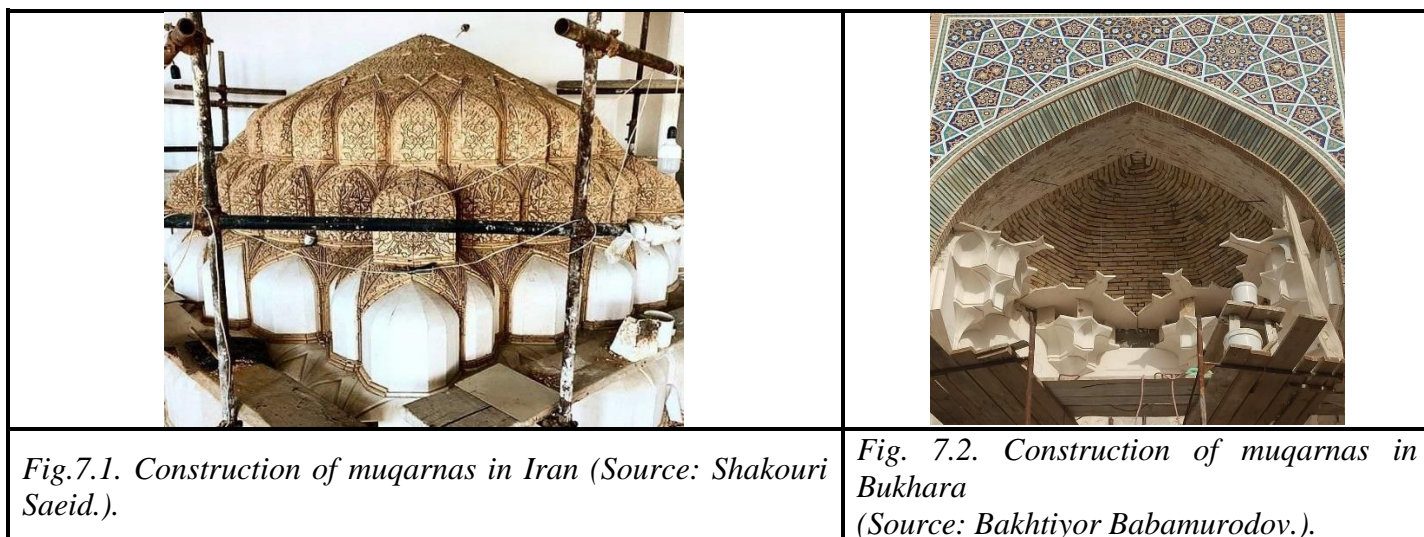 Fig.7.1. Construction of muqarnas in Iran (Source: Shakouri
Saeid.).
Fig. 7.2. Construction of muqarnas in
Bukhara
(Source: Bakhtiyor Babamurodov.).